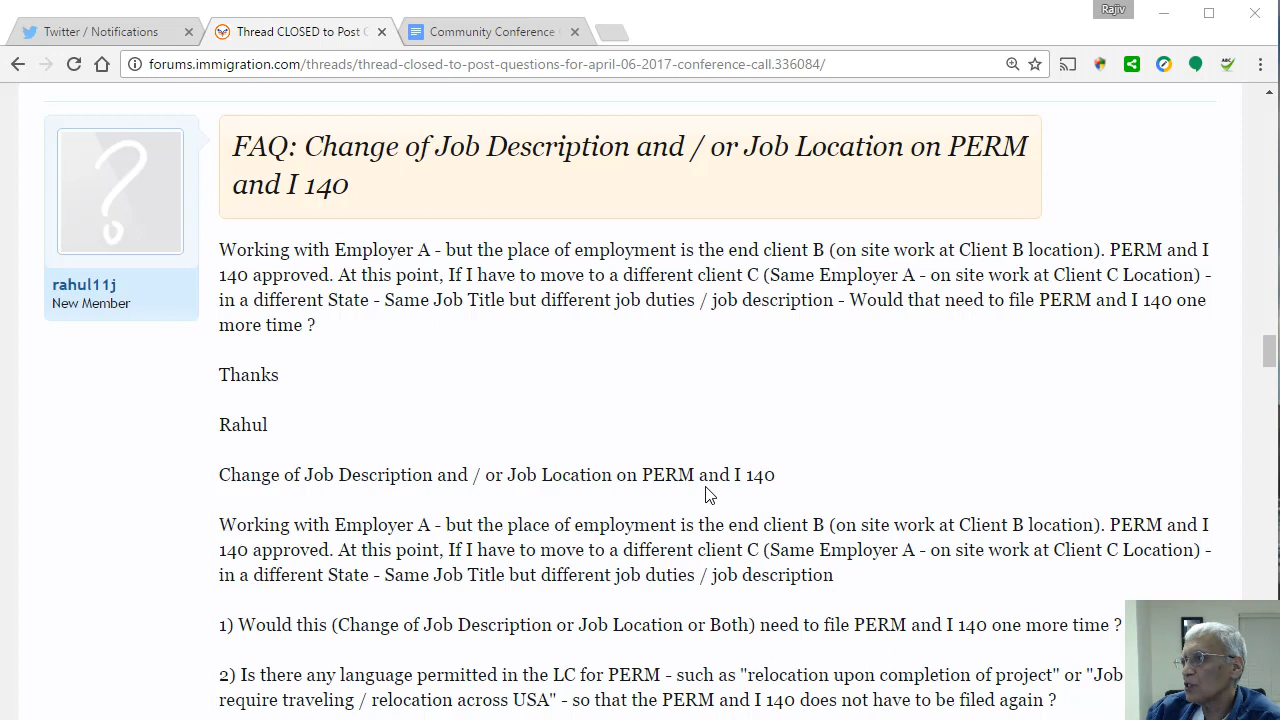 Rajiv
Twitter / Notifications
Thread CLOSED to Post
Community Conference
forums.immigration.com/threads/thread-closed-to-post-questions-for-april-06-2017-conference-call.336084/
ABC
FAQ: Change of Job Description and / or Job Location on PERM
and I 140
Working with Employer A - but the place of employment is the end client B (on site work at Client B location). PERM and I
140 approved. At this point, If I have to move to a different client C (Same Employer A - on site work at Client C Location) -
in a different State - Same Job Title but different job duties / job description - Would that need to file PERM and I 140 one
more time ?
rahul11j
New Member
Thanks
Rahul
Change of Job Description and / or Job Location on PERM and I 140
Working with Employer A - but the place of employment is the end client B (on site work at Client B location). PERM and I
140 approved. At this point, If I have to move to a different client C (Same Employer A - on site work at Client C Location) -
in a different State - Same Job Title but different job duties / job description
1) Would this (Change of Job Description or Job Location or Both) need to file PERM and I 140 one more time ?
2) Is there any language permitted in the LC for PERM - such as "relocation upon completion of project" or "Job
require traveling / relocation across USA" - so that the PERM and I 140 does not have to be filed again ?